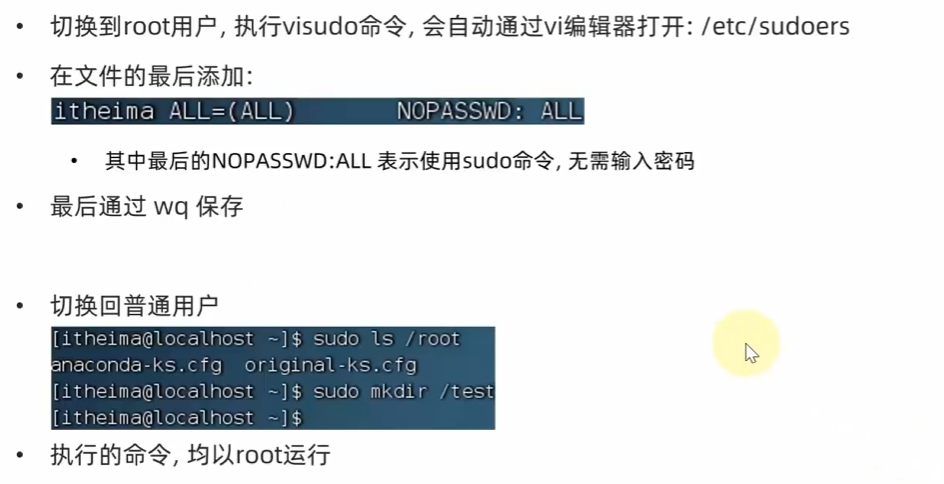 • 切换到root用户, 执行visudo命令, 会自动通过vi编辑器打开: /etc/sudoers
• 在文件的最后添加:
itheima ALL=(ALL)       NOPASSWD: ALL
• 其中最后的NOPASSWD:ALL 表示使用sudo命令, 无需输入密码
• 最后通过 wq 保存
• 切换回普通用户
[itheima@localhost ~]$ sudo ls /root
anaconda-ks.cfg  original-ks.cfg
[itheima@localhost ~]$ sudo mkdir /test
[itheima@localhost ~]$
• 执行的命令, 均以root运行